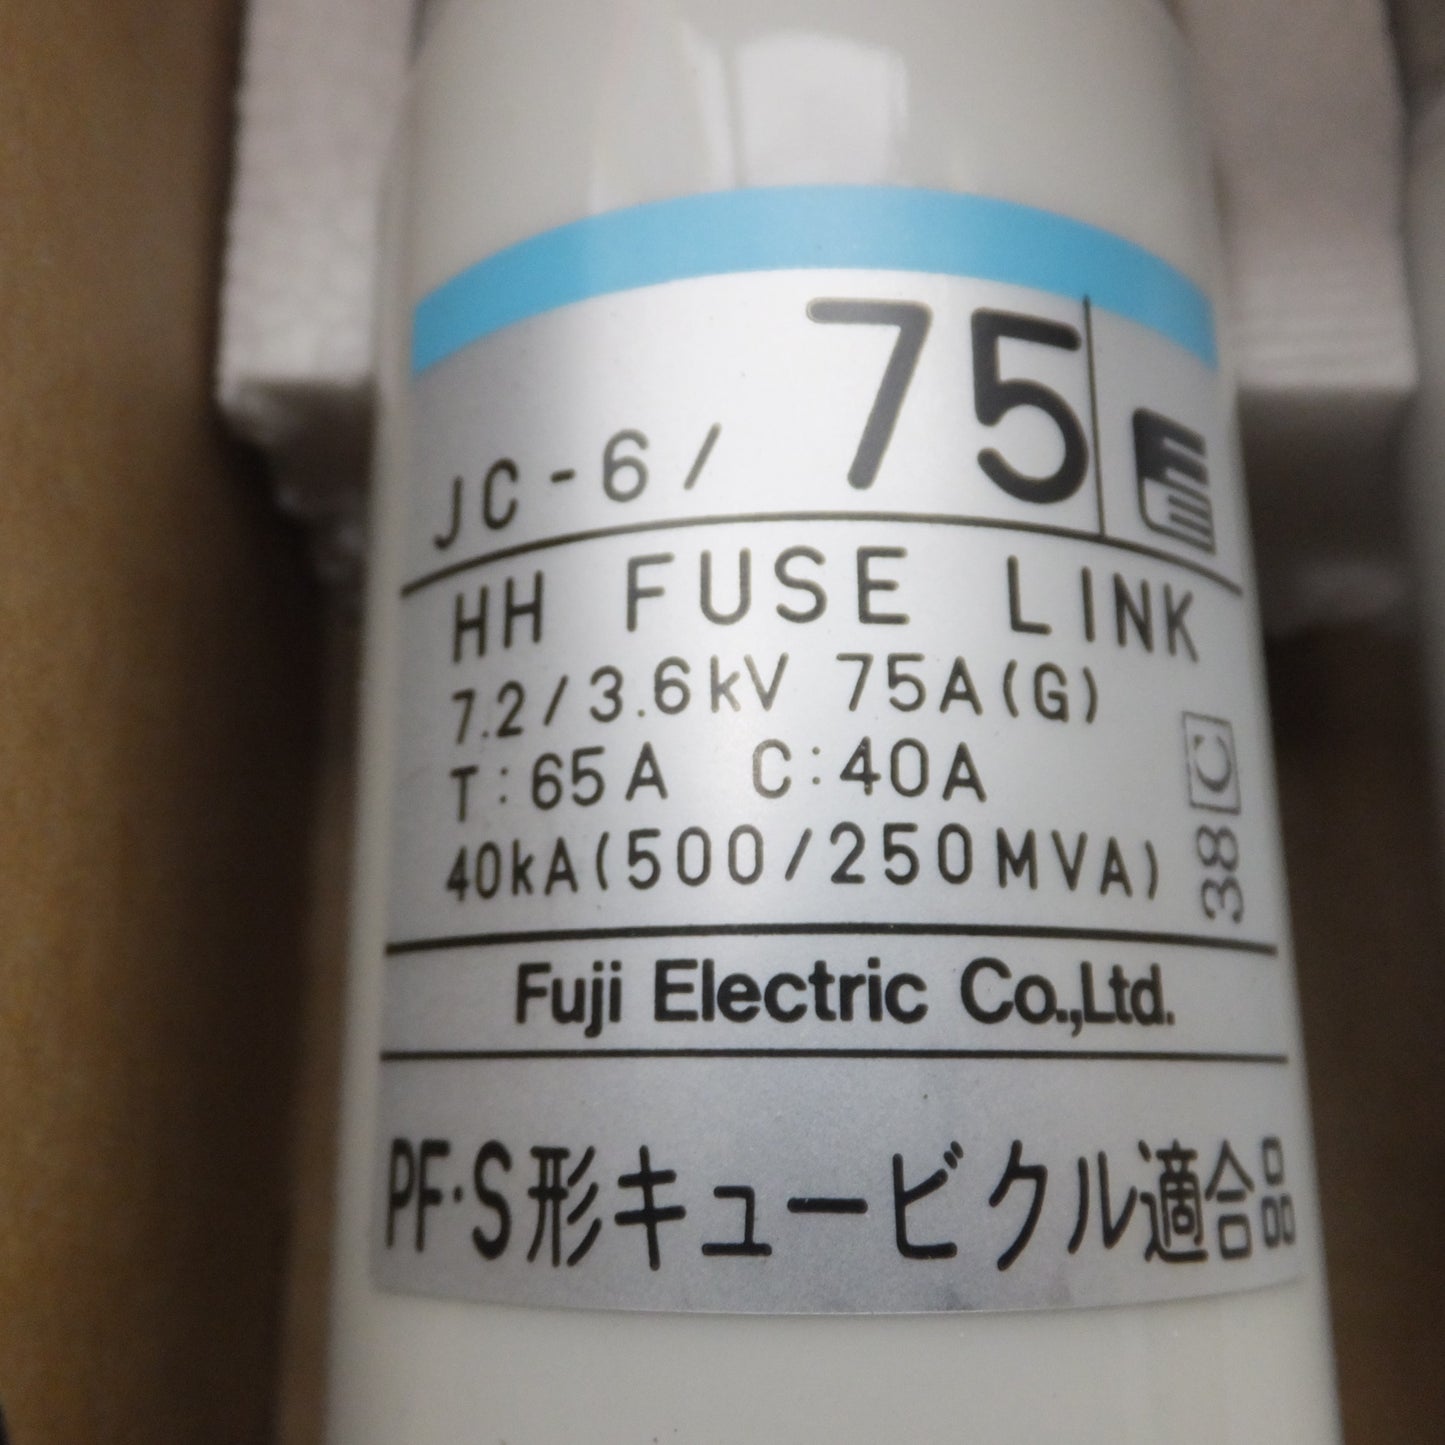 JC-6/75
HH FUSE LINK
7.2/3.6kV 75A(G)
T:65A C:40A
40kA(500/250MVA)
38C
Fuji Electric Co.,Ltd.
PF·S形キュービクル適合品